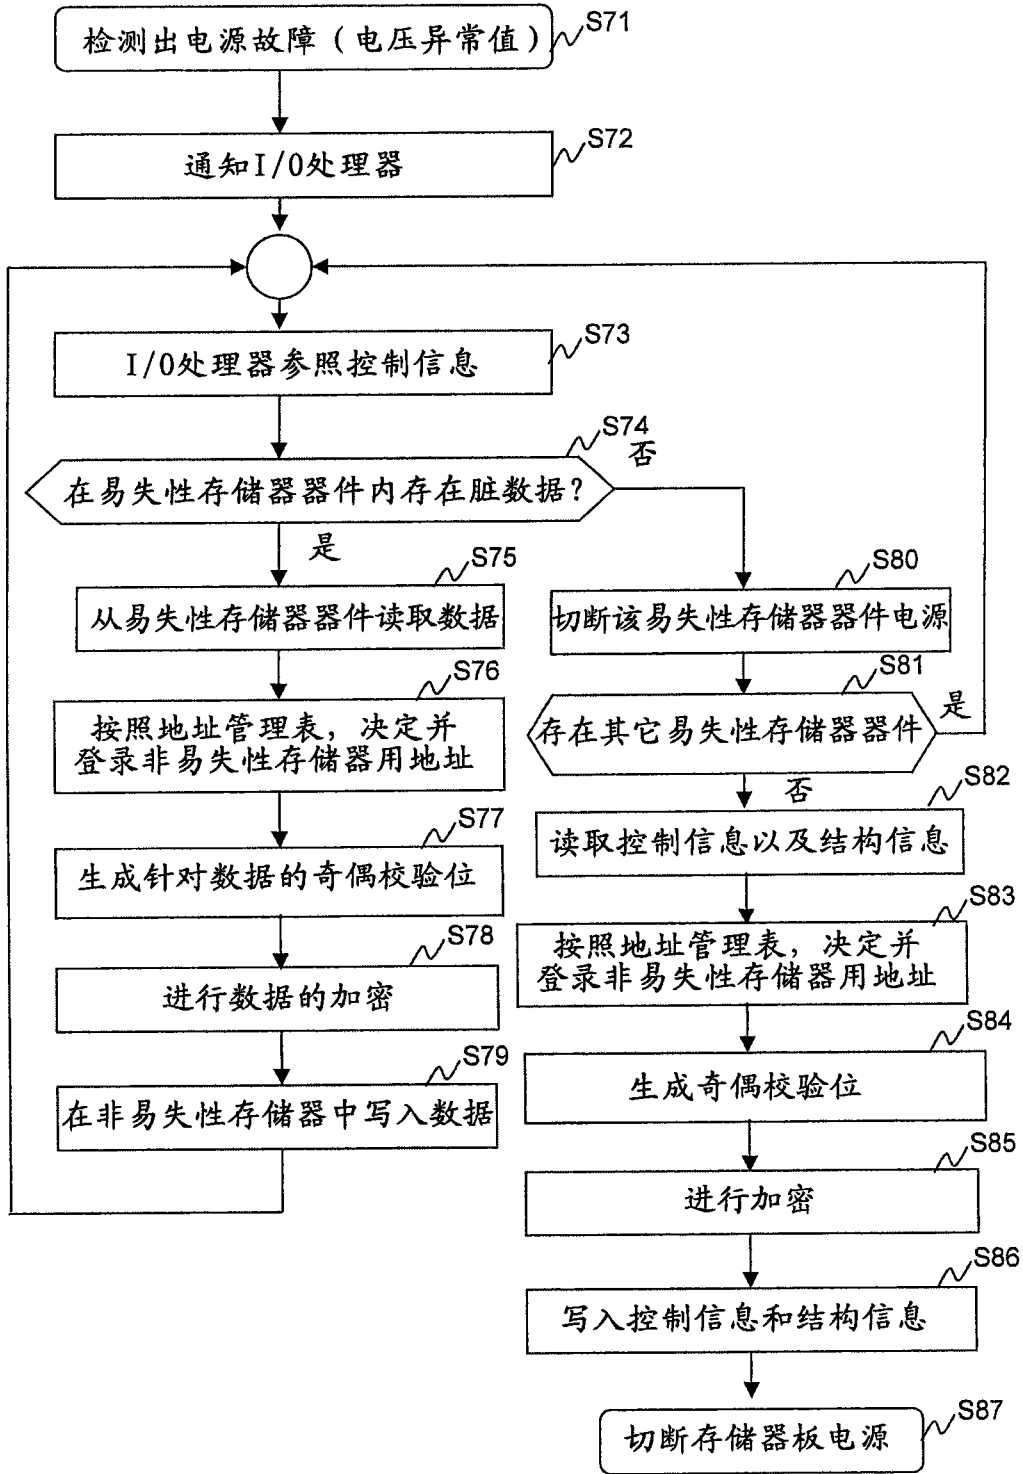 检测出电源故障（电压异常值）
S71
通知I/O处理器
S72
I/O处理器参照控制信息
S73
在易失性存储器器件内存在脏数据？
S74
否
是
从易失性存储器器件读取数据
S75
按照地址管理表，决定并
登录非易失性存储器用地址
S76
生成针对数据的奇偶校验位
S77
进行数据的加密
S78
在非易失性存储器中写入数据
S79
切断该易失性存储器器件电源
S80
存在其它易失性存储器器件
S81
是
否
读取控制信息以及结构信息
S82
按照地址管理表，决定并
登录非易失性存储器用地址
S83
生成奇偶校验位
S84
进行加密
S85
写入控制信息和结构信息
S86
切断存储器板电源
S87